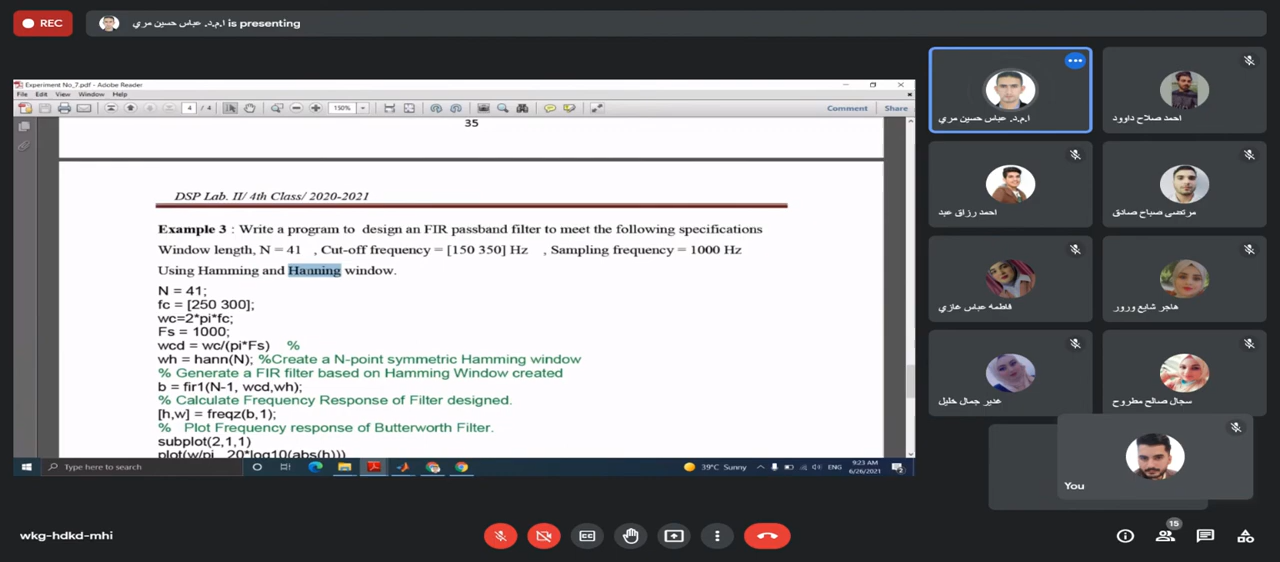 REC
ا.م.د. عباس حسين مري is presenting
Experiment No_7.pdf - Adobe Reader
File Edit View Window Help
4 / 4
150%
Comment
Share
35
DSP Lab. II/ 4th Class/ 2020-2021
Example 3 : Write a program to design an FIR passband filter to meet the following specifications
Window length, N = 41 , Cut-off frequency = [150 350] Hz , Sampling frequency = 1000 Hz
Using Hamming and Hanning window.
N = 41;
fc = [250 300];
wc=2*pi*fc;
Fs = 1000;
wcd = wc/(pi*Fs) %
wh = hann(N); %Create a N-point symmetric Hamming window
% Generate a FIR filter based on Hamming Window created
b = fir1(N-1, wcd,wh);
% Calculate Frequency Response of Filter designed.
[h,w] = freqz(b,1);
% Plot Frequency response of Butterworth Filter.
subplot(2,1,1)
plot(w/pi, 20*log10(abs(h)))
Type here to search
39°C Sunny
ENG
9:23 AM
6/26/2021
2
ا.م.د. عباس حسين مري
احمد صلاح داوود
احمد رزاق عبد
مرتضى صباح صادق
فاطمه عباس غازي
هاجر شايع ورور
غدير جمال خليل
سجال صالح مطروح
You
wkg-hdkd-mhi
15